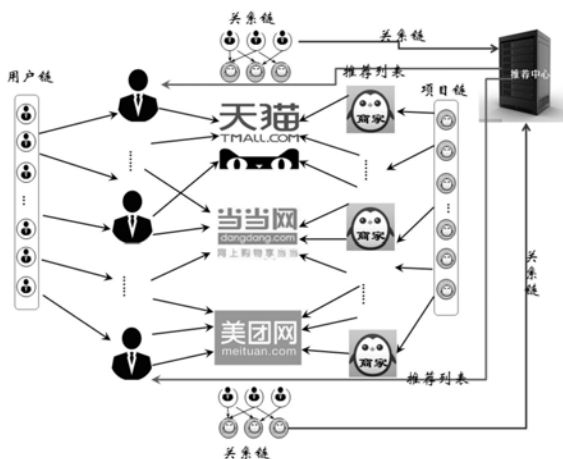 关系链
关系链
用户链
推荐列表
项目链
推荐中心
天猫
TMALL.COM
商家
当当网
dangdang.com
网上购物享当当
商家
关系链
美团网
meituan.com
商家
推荐列表
关系链